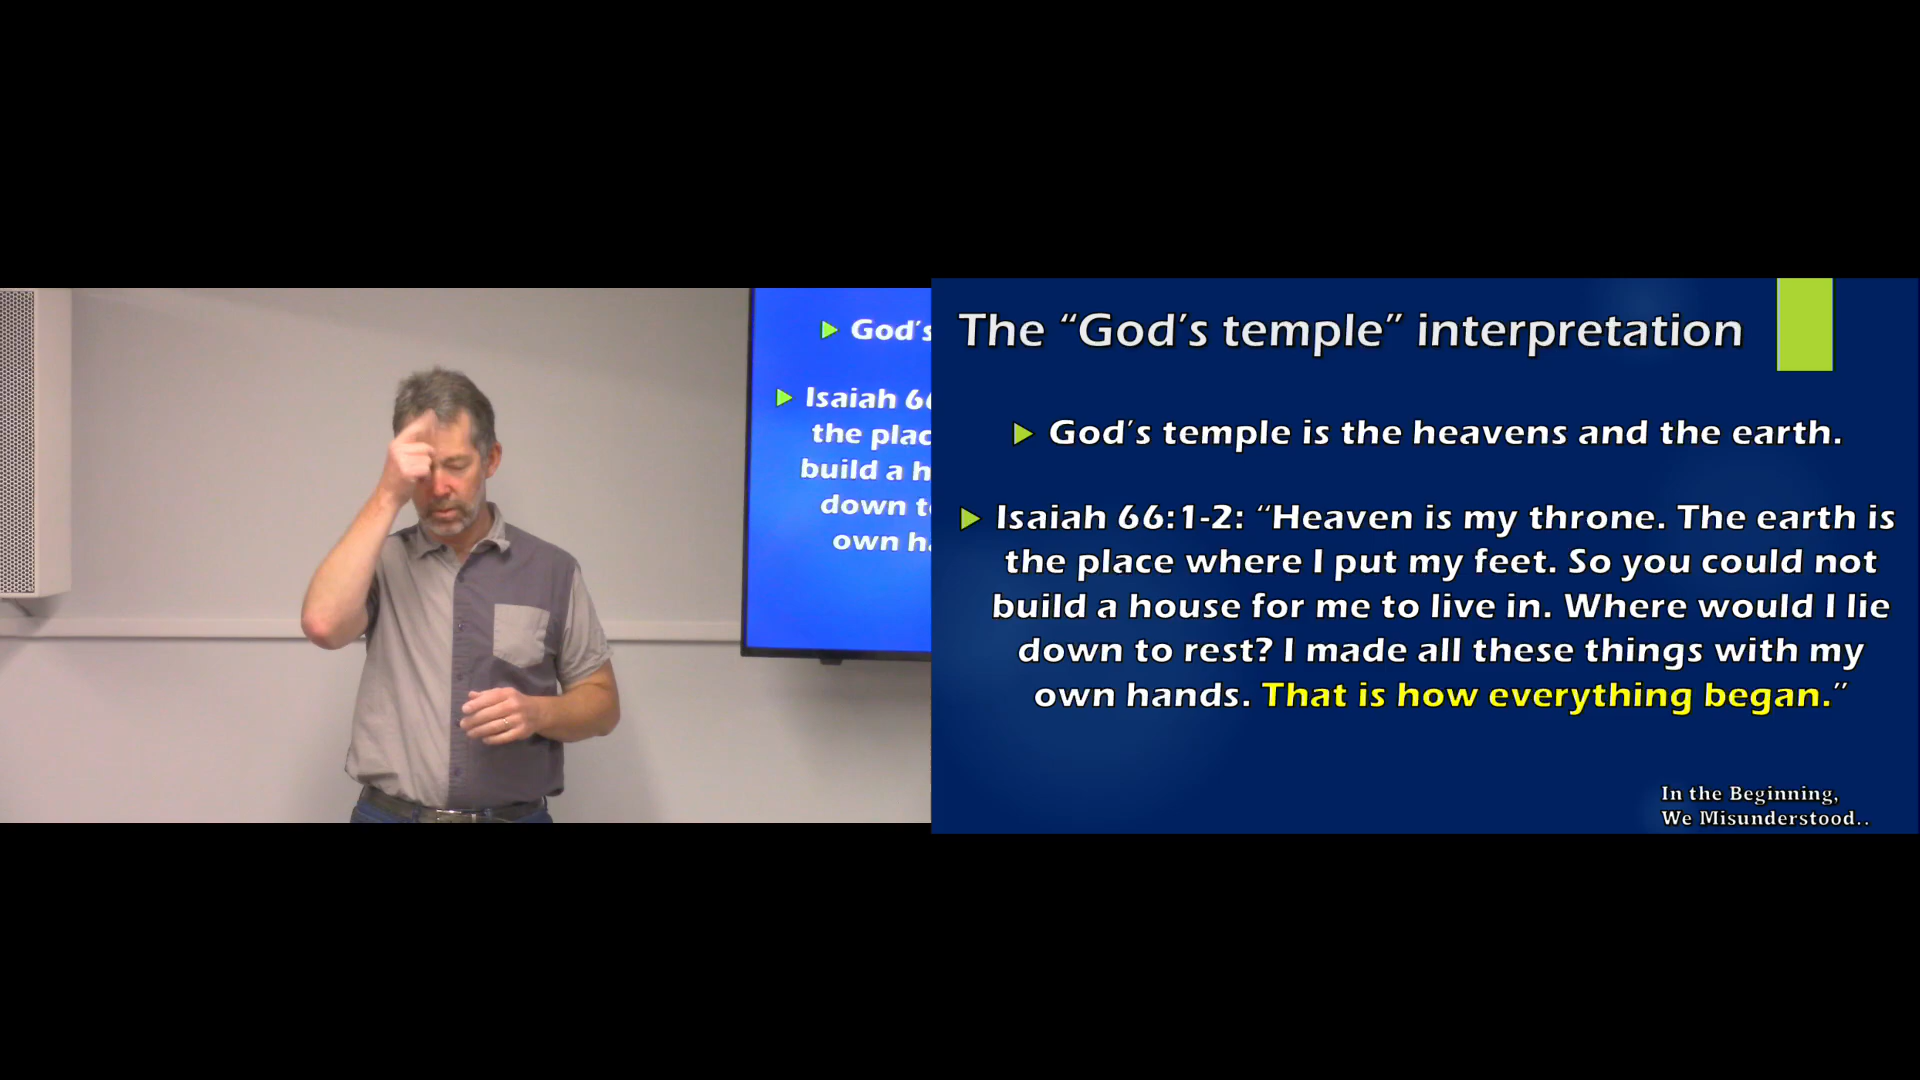 God's
Isaiah 6
the plac
build a h
down t
own h
The “God’s temple” interpretation
God’s temple is the heavens and the earth.
Isaiah 66:1-2: “Heaven is my throne. The earth is
the place where I put my feet. So you could not
build a house for me to live in. Where would I lie
down to rest? I made all these things with my
own hands. That is how everything began.”
In the Beginning,
We Misunderstood..